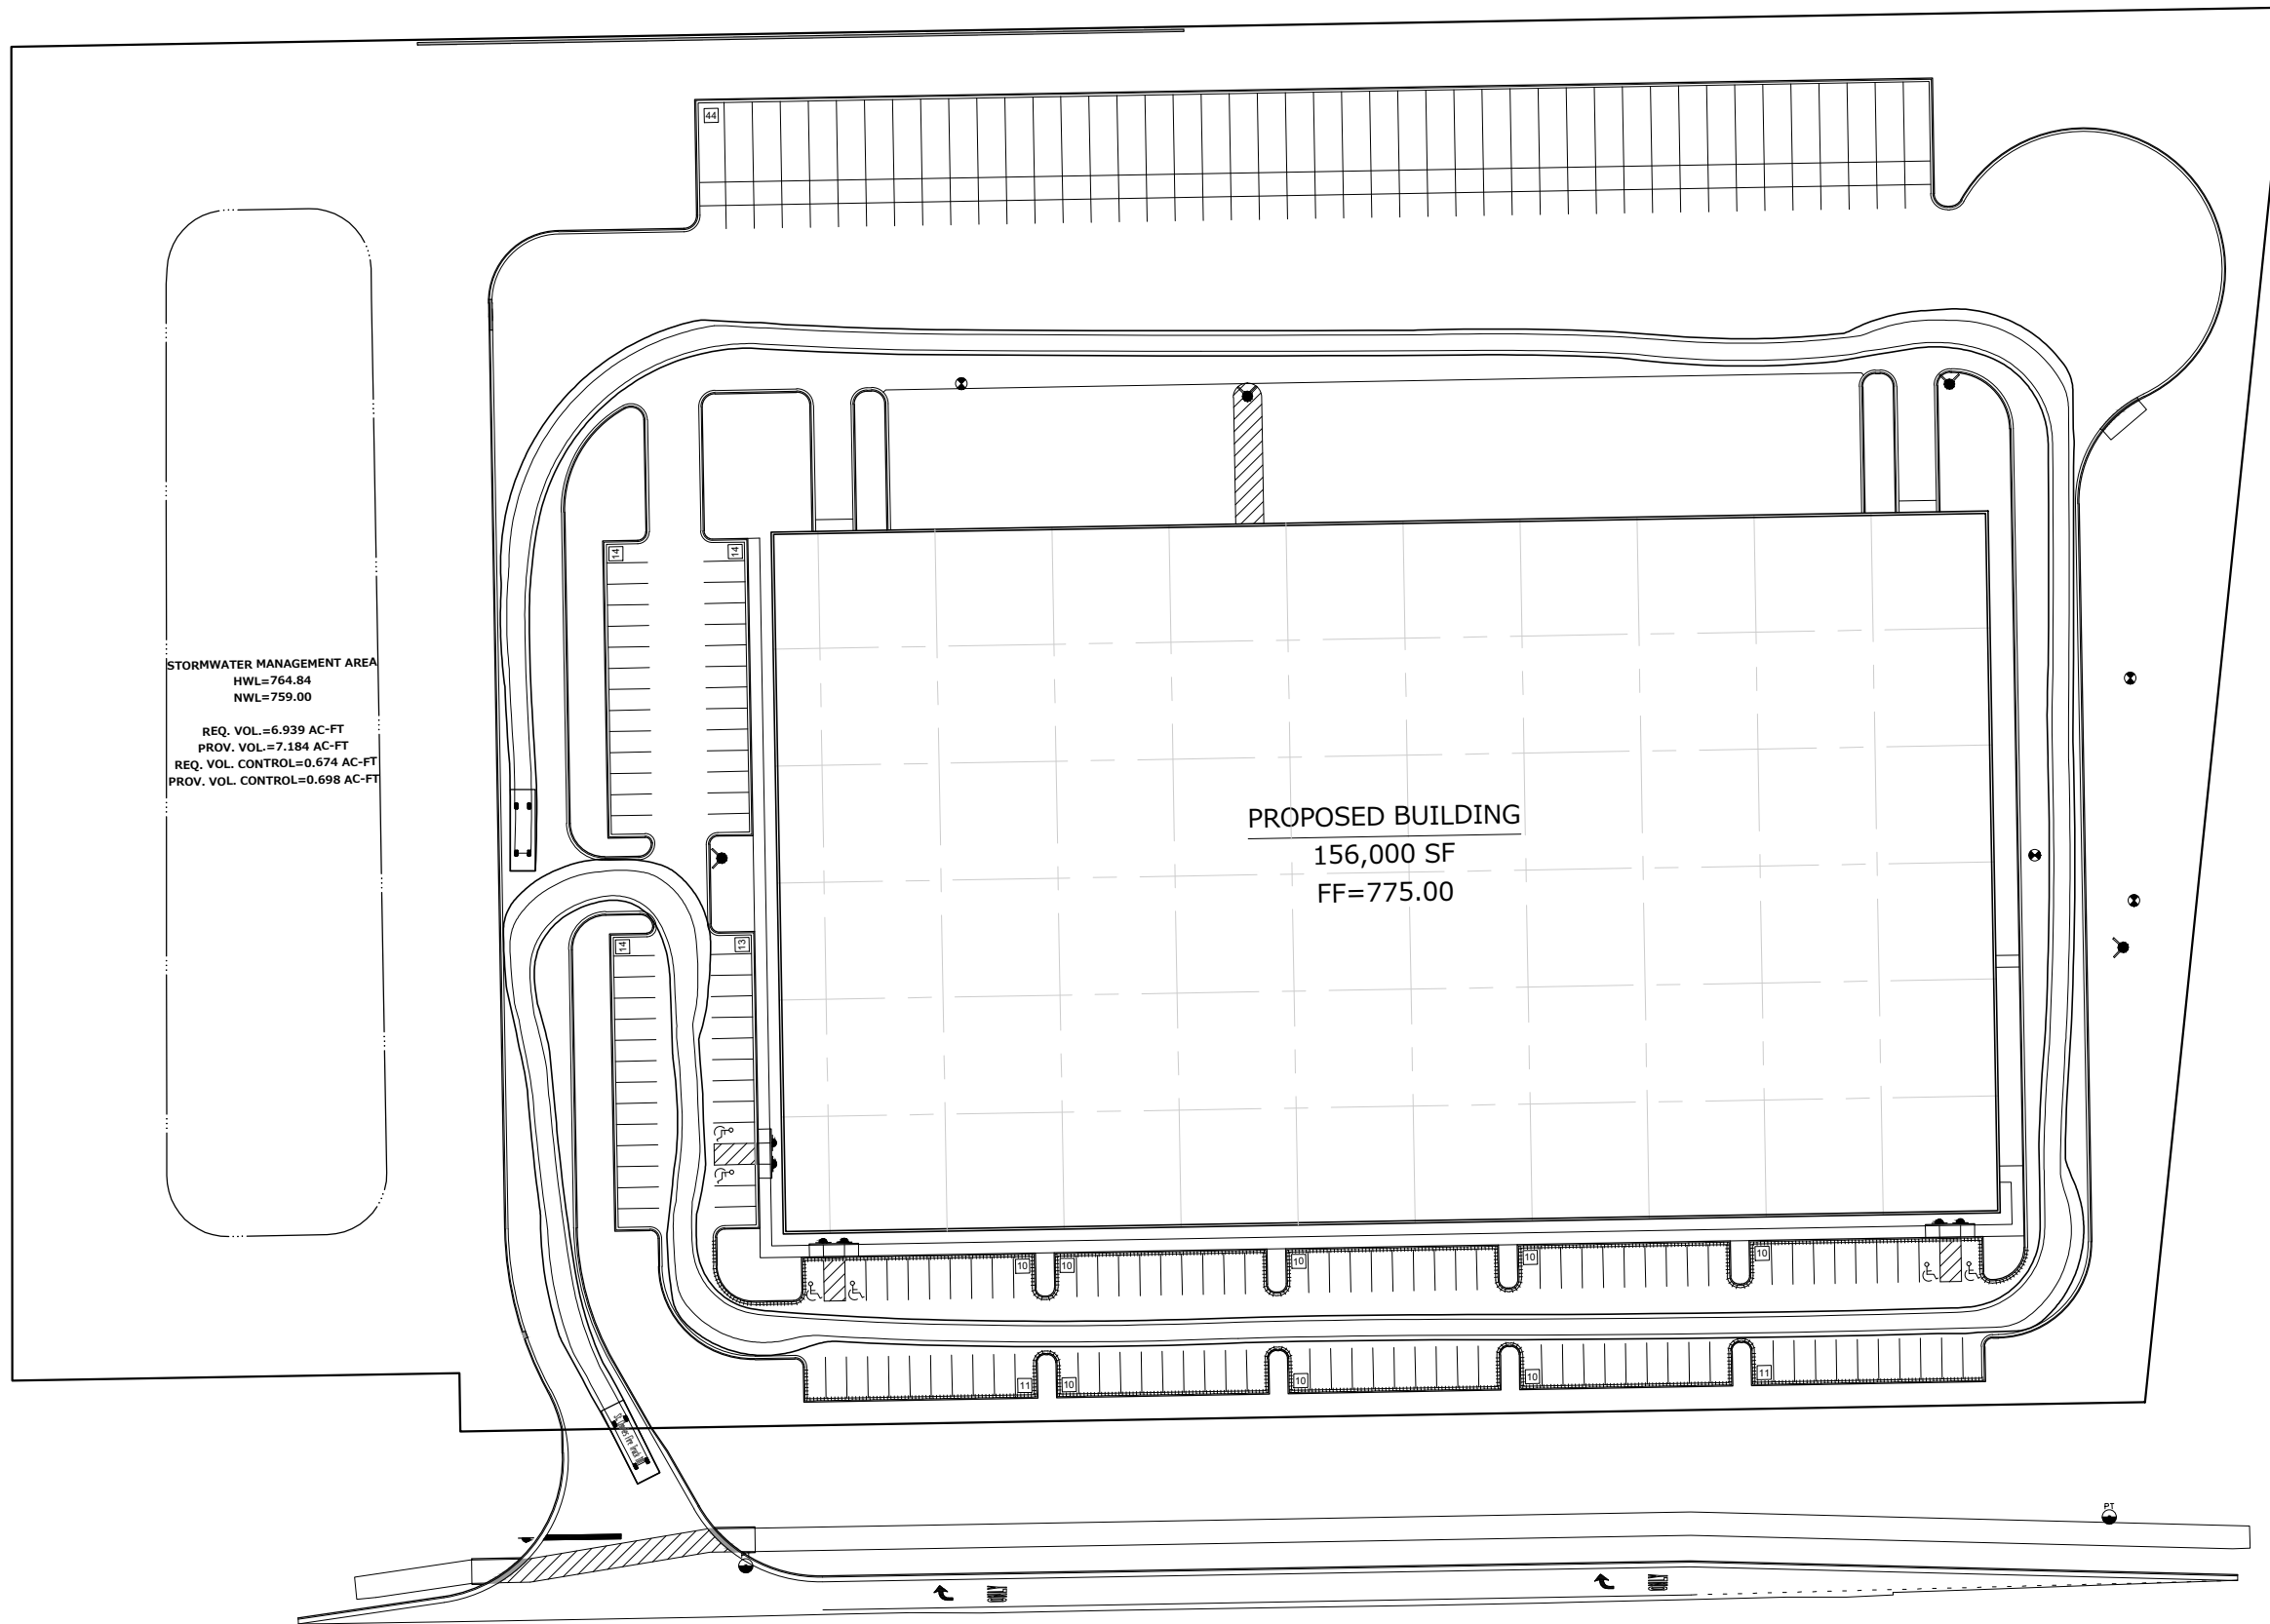 44
14
14
STORMWATER MANAGEMENT AREA
HWL=764.84
NWL=759.00
REQ. VOL.=6.939 AC-FT
PROV. VOL.=7.184 AC-FT
REQ. VOL. CONTROL=0.674 AC-FT
PROV. VOL. CONTROL=0.698 AC-FT
PROPOSED BUILDING
156,000 SF
FF=775.00
14
13
10
10
10
10
10
11
10
10
10
11
PT